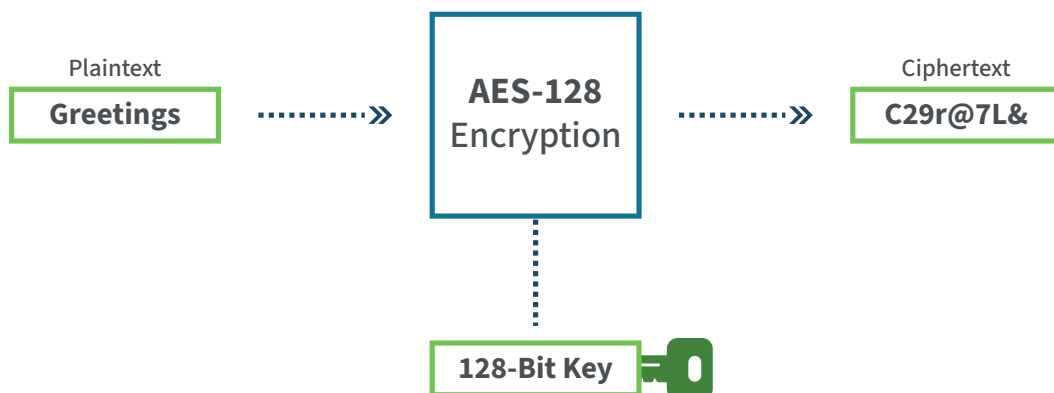 Plaintext
Greetings
AES-128
Encryption
Ciphertext
C29r@7L&
128-Bit Key